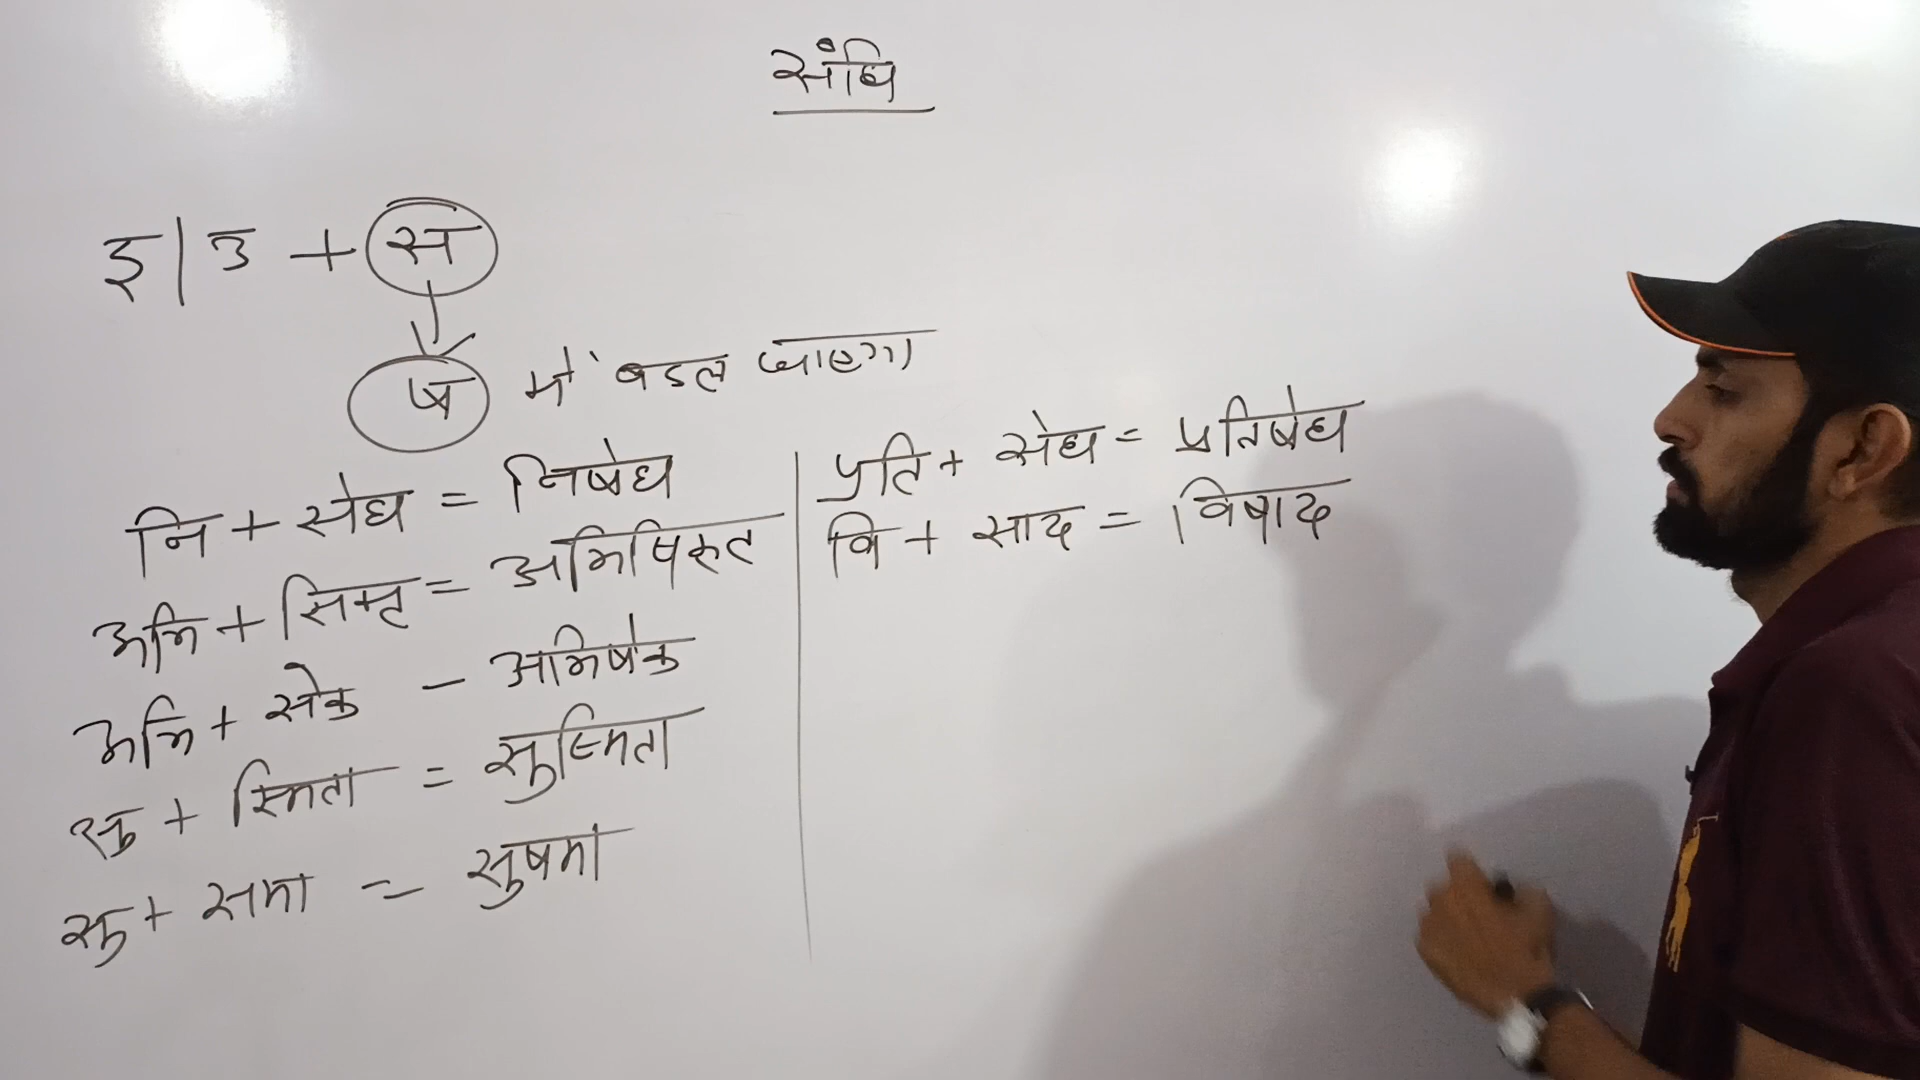 संधि
इ|उ + स
ष में बदल जाएगा
नि + सेध = निषेध
अभि + सिक्त = अभिषिक्त
अभि + सेक - अभिषेक
सु + स्मिता = सुष्मिता
सु + समा = सुषमा
प्रति + सेध = प्रतिषेध
वि + साद = विषाद